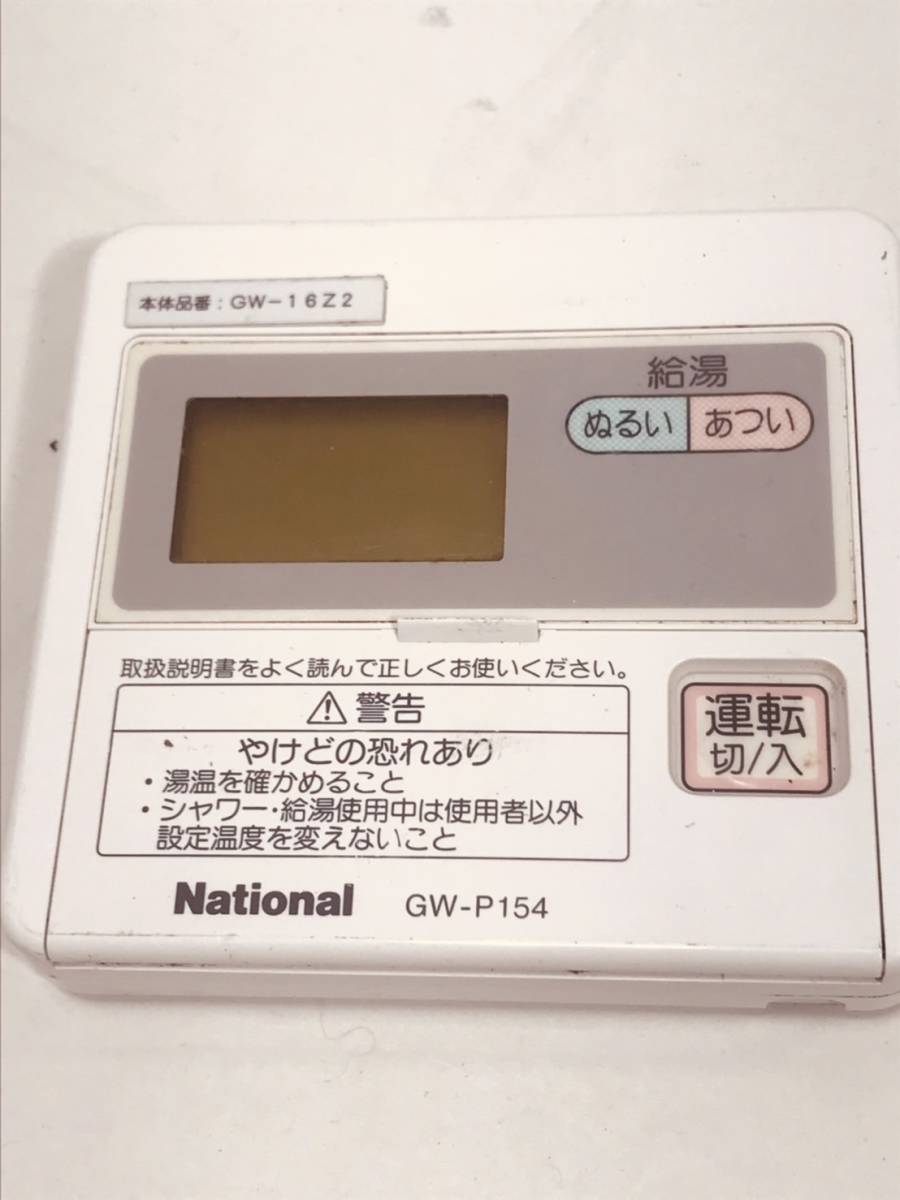 本体品番：GW-16Z2
給湯
ぬるい あつい
取扱説明書をよく読んで正しくお使いください。
⚠警告
やけどの恐れあり
・湯温を確かめること
・シャワー・給湯使用中は使用者以外
設定温度を変えないこと
運転
切/入
National GW-P154